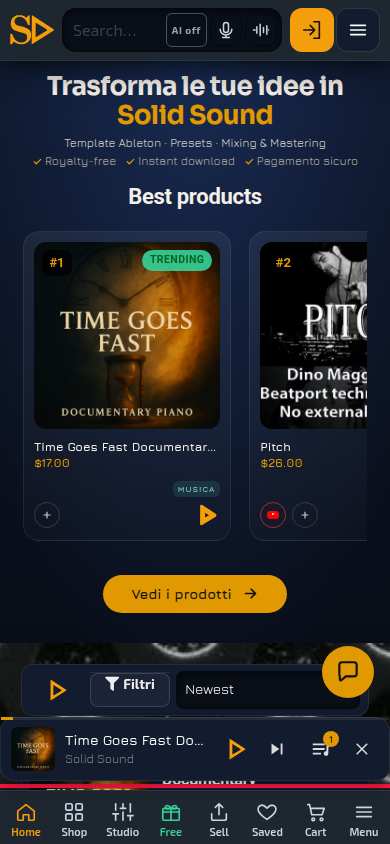 S
Search...
AI off
Trasforma le tue idee in
Solid Sound
Template Ableton · Presets · Mixing & Mastering
✓ Royalty-free ✓ Instant download ✓ Pagamento sicuro
Best products
#1
TRENDING
TIME GOES
FAST
DOCUMENTARY PIANO
Time Goes Fast Documentar...
$17.00
MUSICA
#2
PITC
Dino Magg
Beatport techn
No external
Pitch
$26.00
Vedi i prodotti →
Filtri
Newest
Time Goes Fast Do...
Solid Sound
1
Documentary
Home
Shop
Studio
Free
Sell
Saved
Cart
Menu